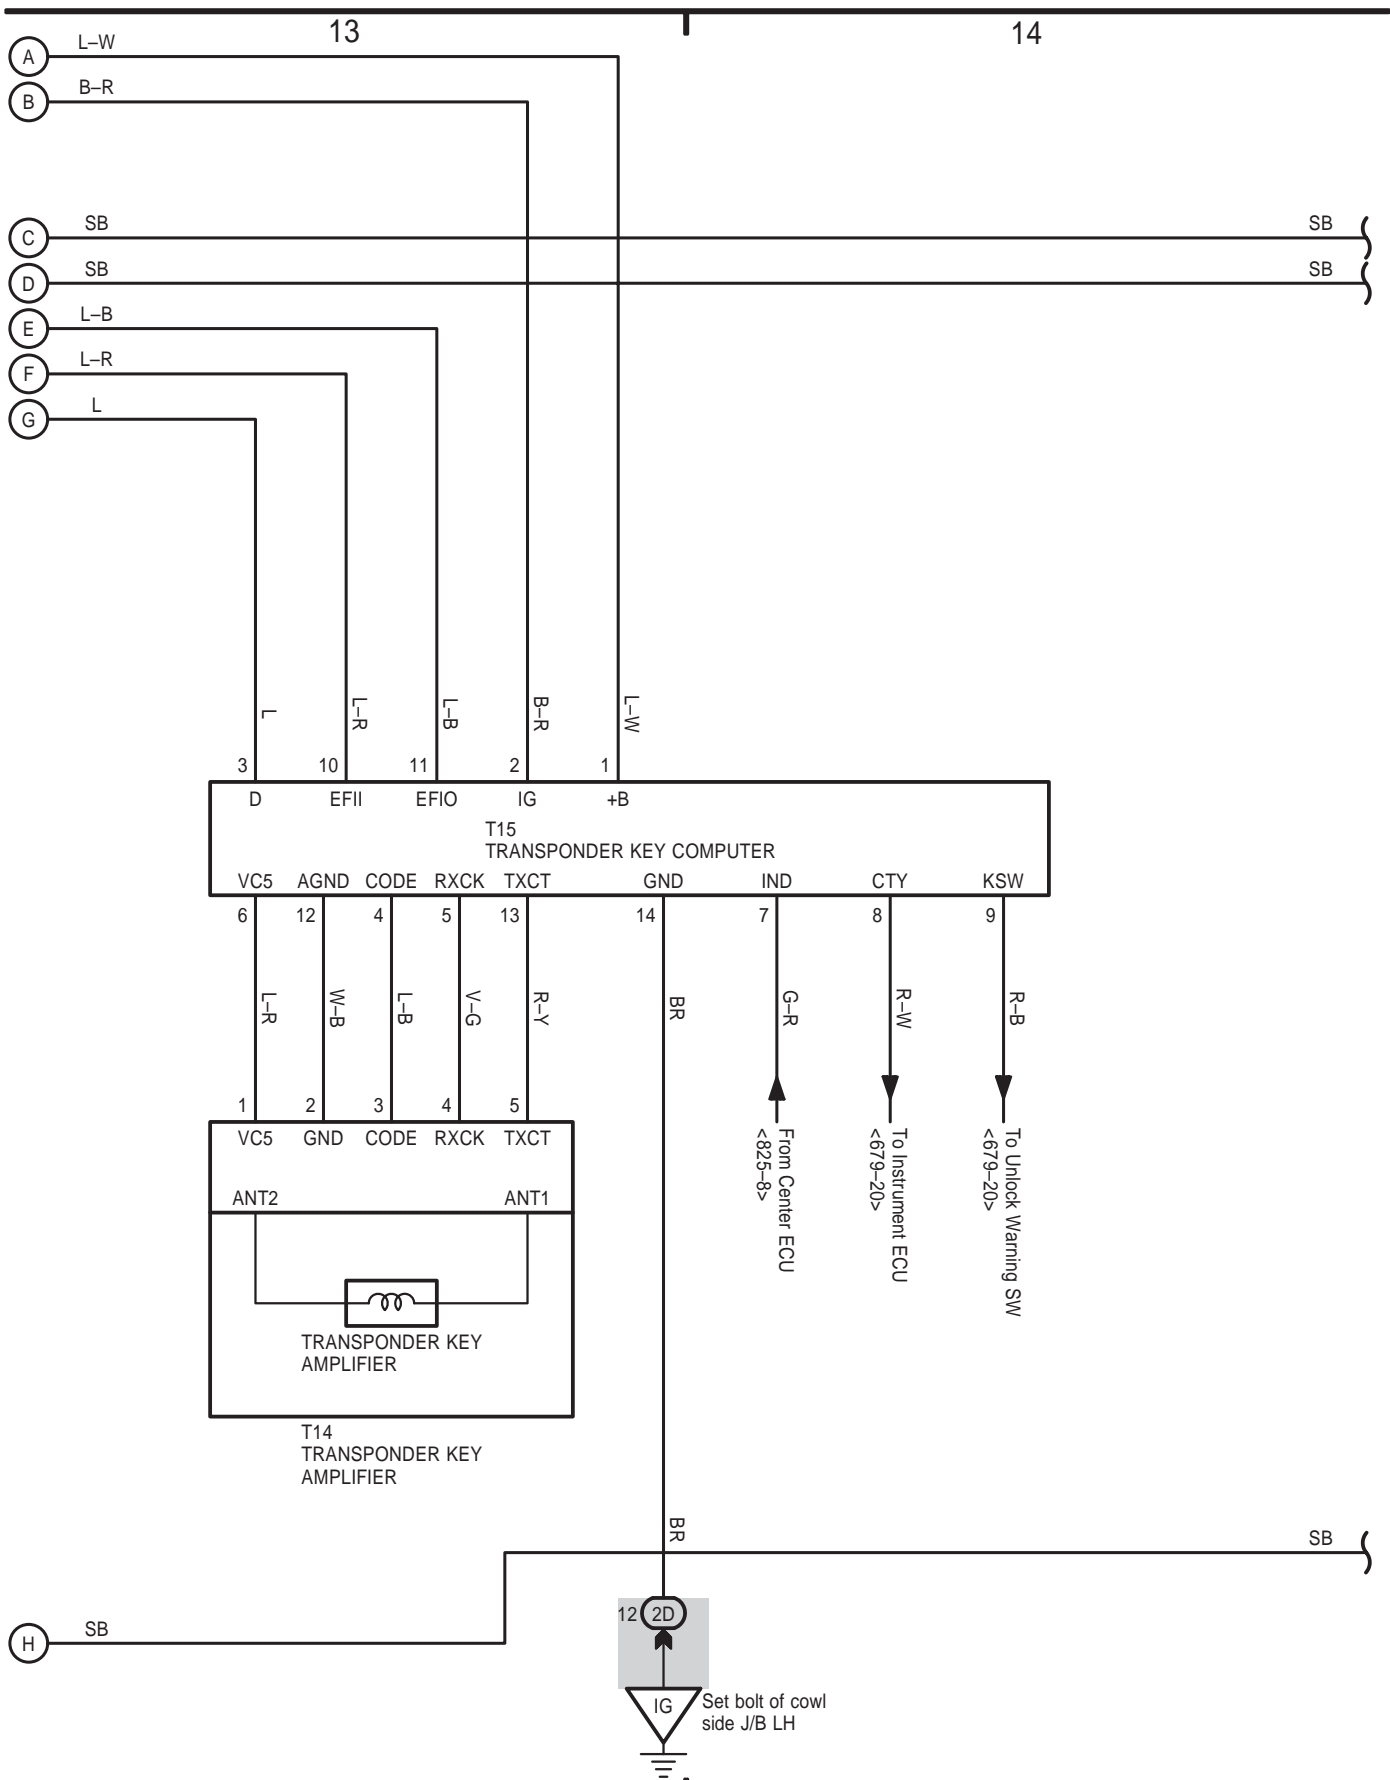 13 14
A L–W
B B–R
C SB SB
D SB SB
E L–B
F L–R
G L
L L–R L–B B–R L–W
3 10 11 2 1
D EFII EFIO IG +B
T15
TRANSPONDER KEY COMPUTER
VC5 AGND CODE RXCK TXCT GND IND CTY KSW
6 12 4 5 13 14 7 8 9
L–R W–B L–B V–G R–Y BR G–R R–W R–B
1 2 3 4 5
VC5 GND CODE RXCK TXCT
From Center ECU
<825–8>
To Instrument ECU
<679–20>
To Unlock Warning SW
<679–20>
ANT2 ANT1
TRANSPONDER KEY
AMPLIFIER
T14
TRANSPONDER KEY
AMPLIFIER
BR
SB
12 2D
H SB
IG
Set bolt of cowl
side J/B LH